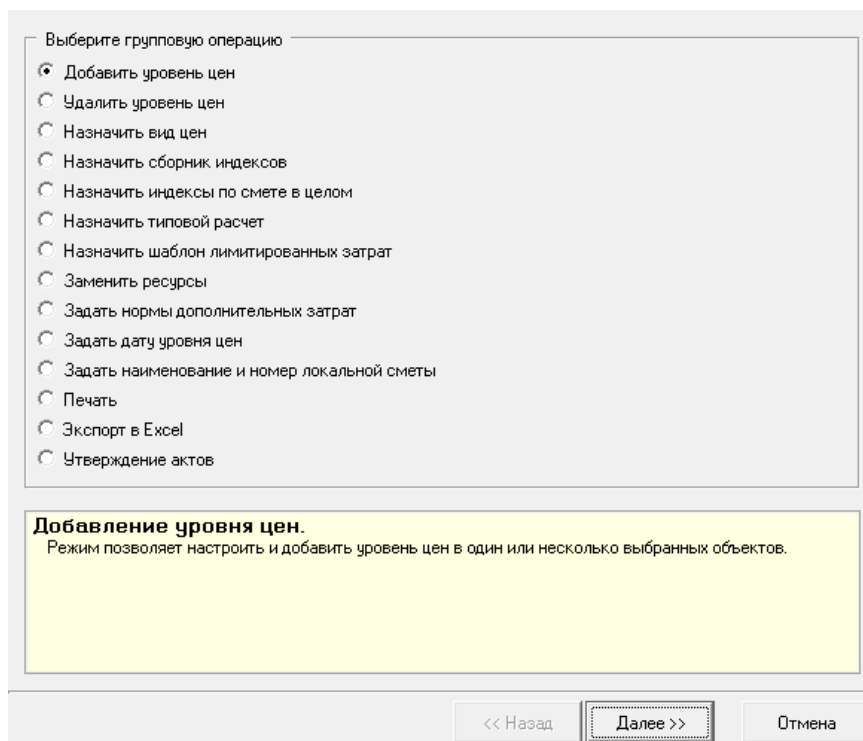 Выберите групповую операцию
Добавить уровень цен
Удалить уровень цен
Назначить вид цен
Назначить сборник индексов
Назначить индексы по смете в целом
Назначить типовой расчет
Назначить шаблон лимитированных затрат
Заменить ресурсы
Задать нормы дополнительных затрат
Задать дату уровня цен
Задать наименование и номер локальной сметы
Печать
Экспорт в Excel
Утверждение актов
Добавление уровня цен.
Режим позволяет настроить и добавить уровень цен в один или несколько выбранных объектов.
<< Назад
Далее >>
Отмена